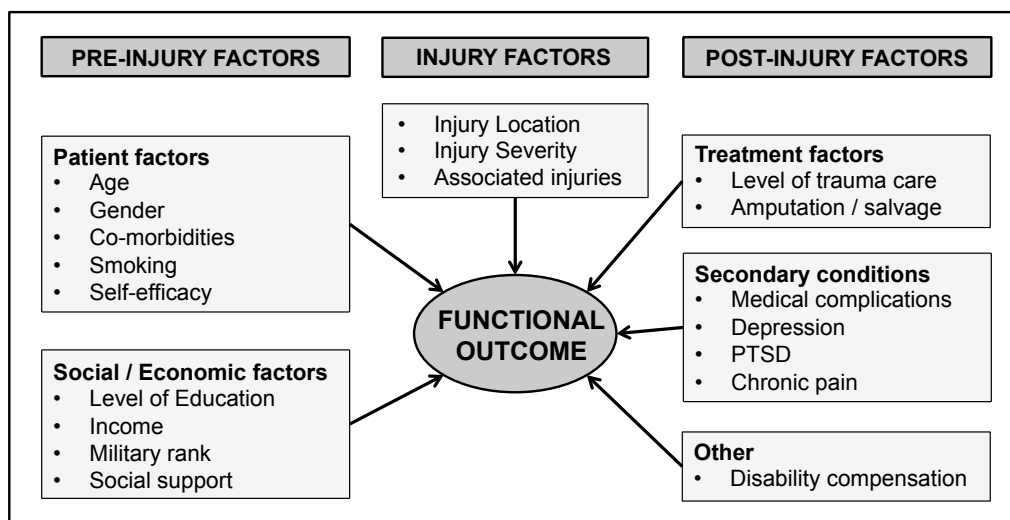 PRE-INJURY FACTORS
Patient factors
• Age
• Gender
• Co-morbidities
• Smoking
• Self-efficacy
Social / Economic factors
• Level of Education
• Income
• Military rank
• Social support
INJURY FACTORS
• Injury Location
• Injury Severity
• Associated injuries
FUNCTIONAL
OUTCOME
POST-INJURY FACTORS
Treatment factors
• Level of trauma care
• Amputation / salvage
Secondary conditions
• Medical complications
• Depression
• PTSD
• Chronic pain
Other
• Disability compensation